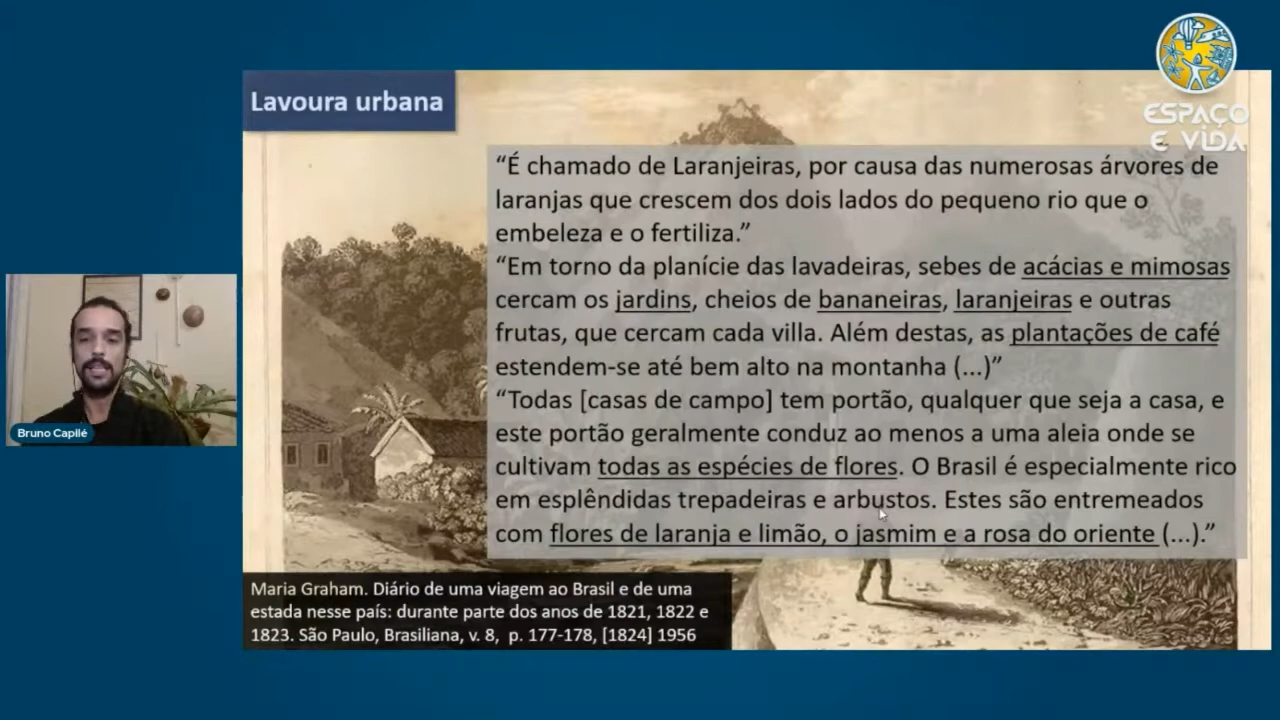 Lavoura urbana
ESPAÇO
E VIDA
“É chamado de Laranjeiras, por causa das numerosas árvores de
laranjas que crescem dos dois lados do pequeno rio que o
embeleza e o fertiliza.”
“Em torno da planície das lavadeiras, sebes de acácias e mimosas
cercam os jardins, cheios de bananeiras, laranjeiras e outras
frutas, que cercam cada villa. Além destas, as plantações de café
estendem-se até bem alto na montanha (...)”
“Todas [casas de campo] tem portão, qualquer que seja a casa, e
este portão geralmente conduz ao menos a uma aleia onde se
cultivam todas as espécies de flores. O Brasil é especialmente rico
em esplêndidas trepadeiras e arbustos. Estes são entremeados
com flores de laranja e limão, o jasmim e a rosa do oriente (...).”
Bruno Capilé
Maria Graham. Diário de uma viagem ao Brasil e de uma
estada nesse país: durante parte dos anos de 1821, 1822 e
1823. São Paulo, Brasiliana, v. 8, p. 177-178, [1824] 1956